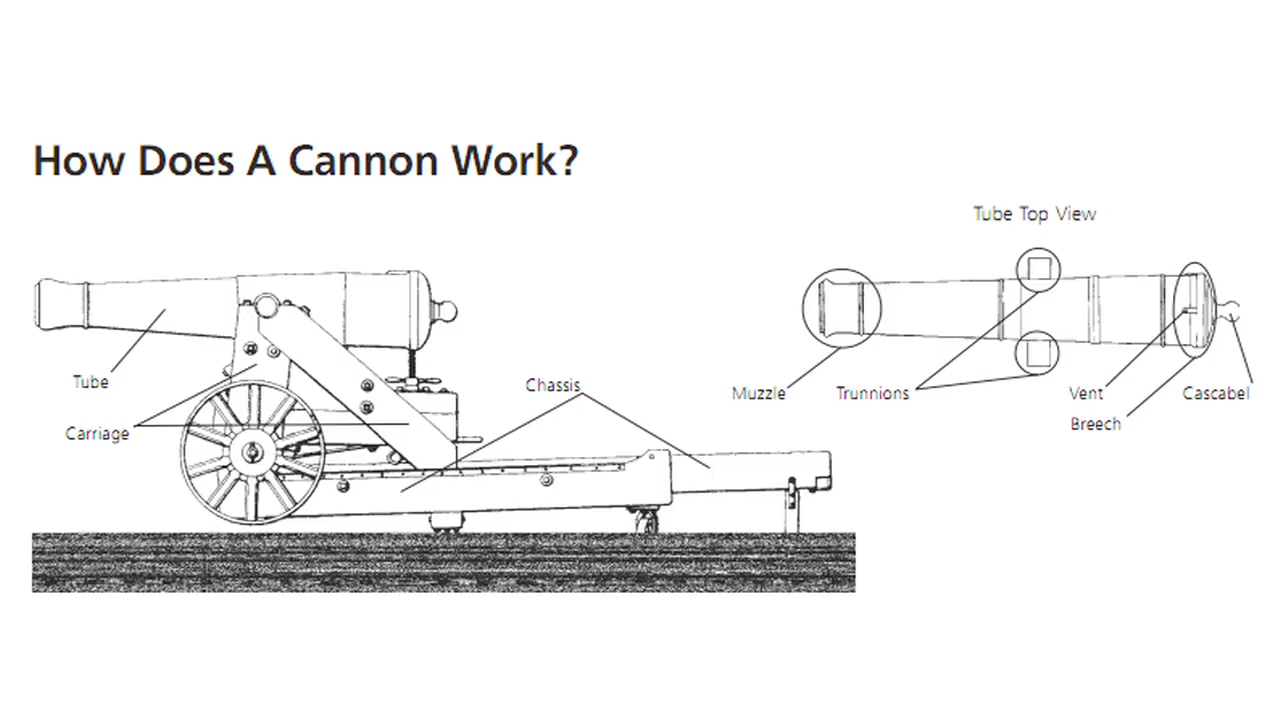 How Does A Cannon Work?
Tube Top View
Tube
Carriage
Chassis
Muzzle
Trunnions
Vent
Breech
Cascabel